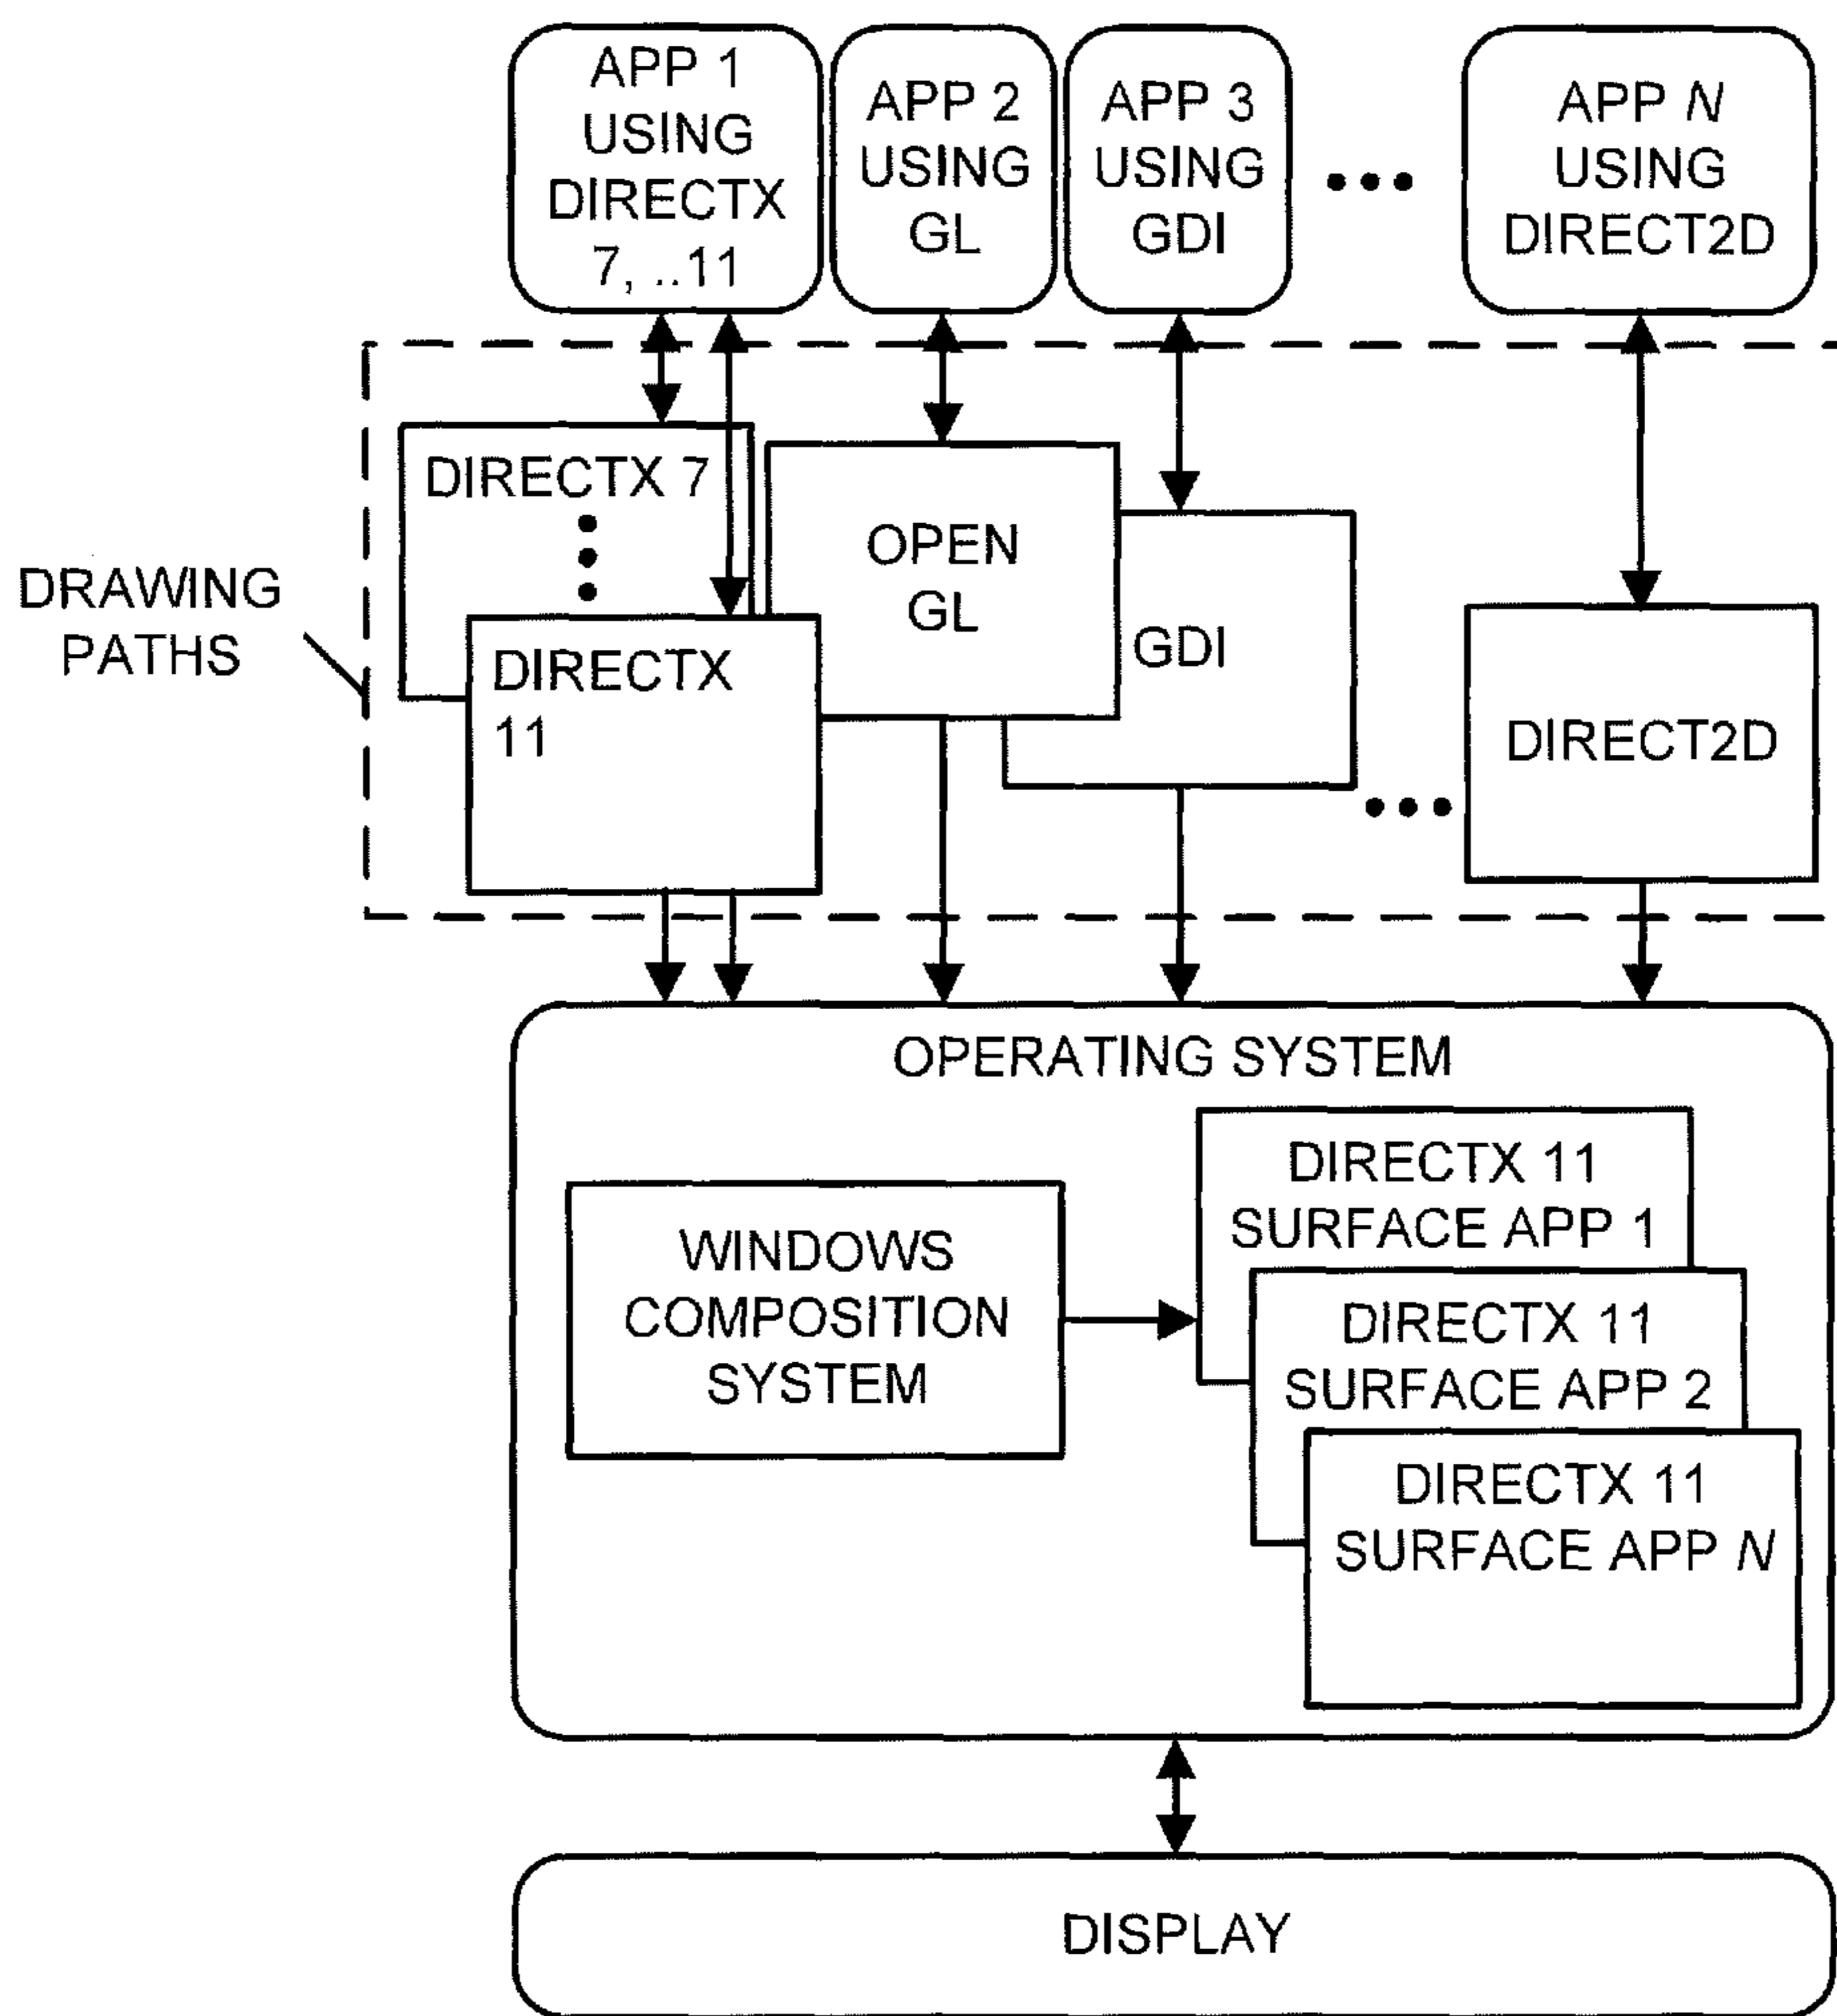 APP 1
USING
DIRECTX
7, ..11
APP 2
USING
GL
APP 3
USING
GDI
APP N
USING
DIRECT2D
DRAWING
PATHS
DIRECTX 7
DIRECTX
11
OPEN
GL
GDI
DIRECT2D
OPERATING SYSTEM
WINDOWS
COMPOSITION
SYSTEM
DIRECTX 11
SURFACE APP 1
DIRECTX 11
SURFACE APP 2
DIRECTX 11
SURFACE APP N
DISPLAY